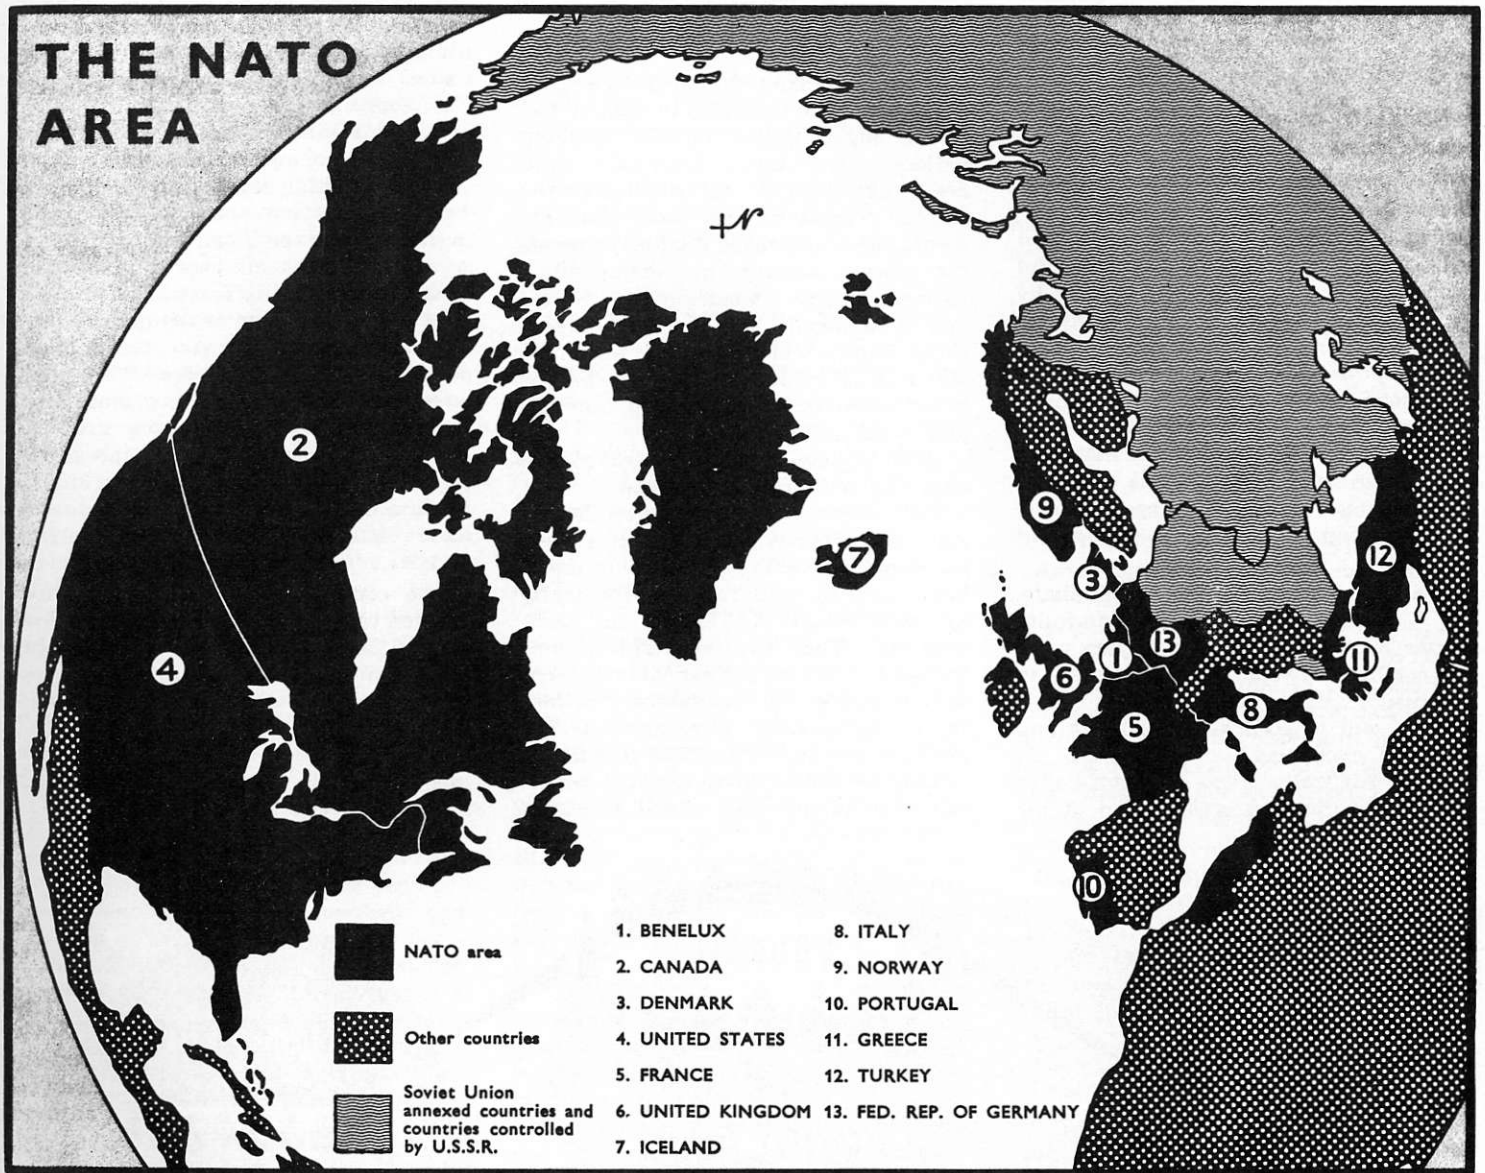 THE NATO
AREA
N
2
4
7
9
3
12
13
1
11
6
8
5
10
NATO area
Other countries
Soviet Union
annexed countries and
countries controlled
by U.S.S.R.
1. BENELUX
2. CANADA
3. DENMARK
4. UNITED STATES
5. FRANCE
6. UNITED KINGDOM
7. ICELAND
8. ITALY
9. NORWAY
10. PORTUGAL
11. GREECE
12. TURKEY
13. FED. REP. OF GERMANY